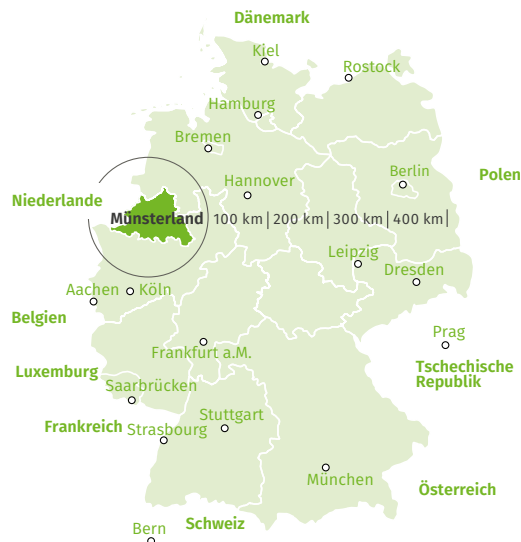 Dänemark
Kiel
Rostock
Hamburg
Bremen
Berlin
Polen
Hannover
Niederlande
Münsterland 100 km 200 km 300 km 400 km
Leipzig
Dresden
Aachen Köln
Belgien
Prag
Frankfurt a.M.
Tschechische
Republik
Luxemburg
Saarbrücken
Stuttgart
Frankreich Strasbourg
München
Österreich
Schweiz
Bern